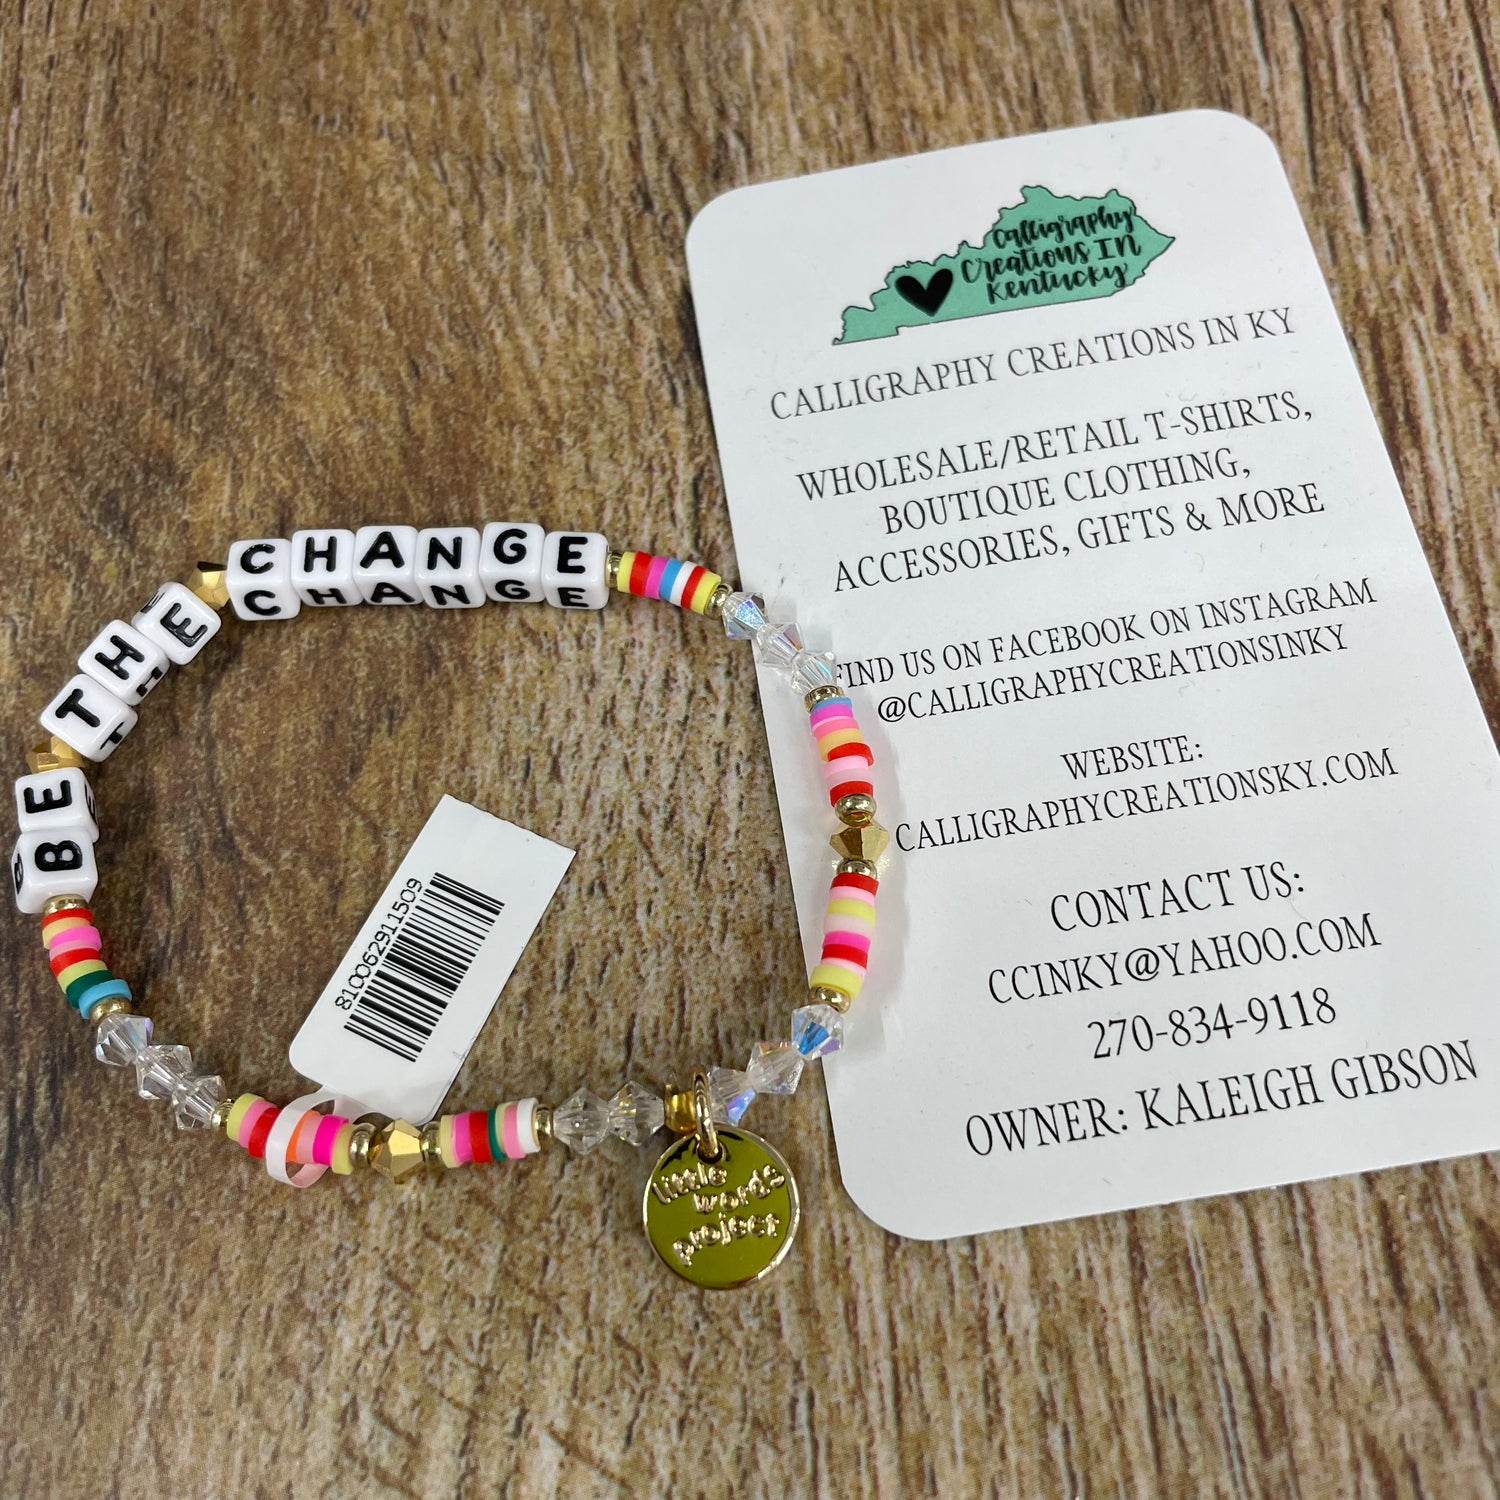 BE THE CHANGE
810062911509
little
words
project
Calligraphy
Creations IN
Kentucky
CALLIGRAPHY CREATIONS IN KY
WHOLESALE/RETAIL T-SHIRTS,
BOUTIQUE CLOTHING,
ACCESSORIES, GIFTS & MORE
FIND US ON FACEBOOK ON INSTAGRAM
@CALLIGRAPHYCREATIONSINKY
WEBSITE:
CALLIGRAPHYCREATIONSKY.COM
CONTACT US:
CCINKY@YAHOO.COM
270-834-9118
OWNER: KALEIGH GIBSON